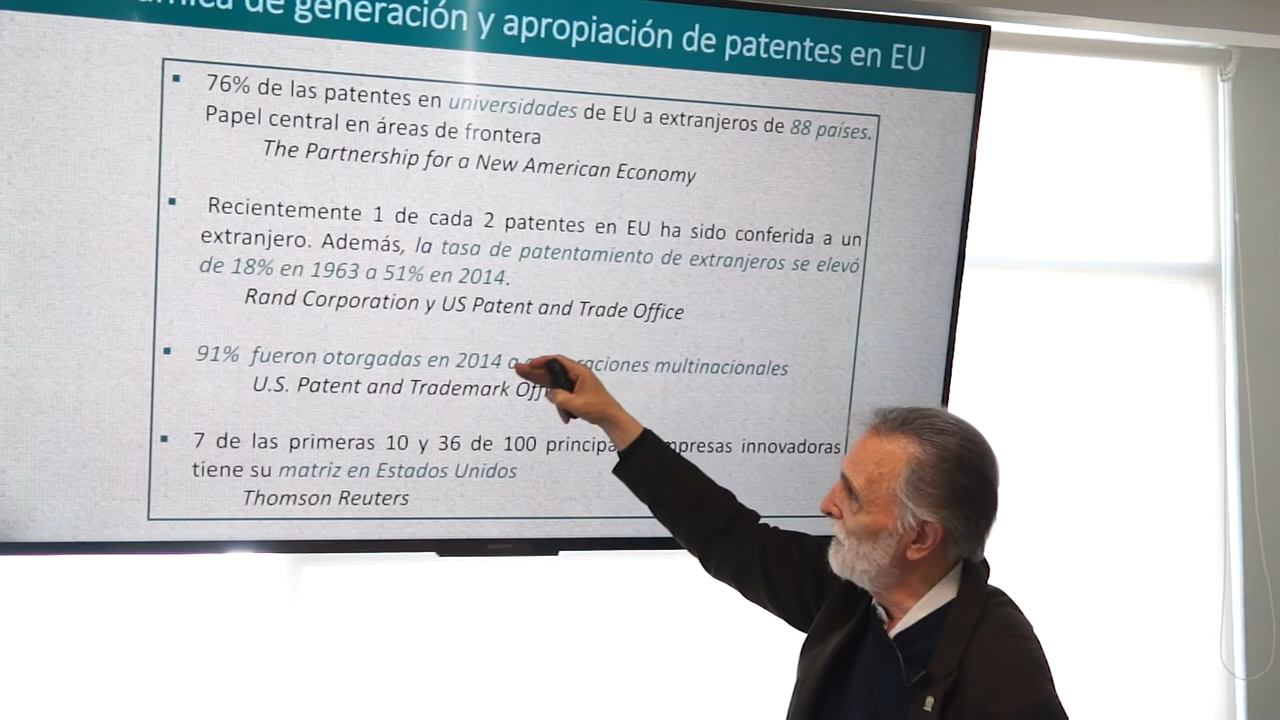 de generación y apropiación de patentes en EU
▪ 76% de las patentes en universidades de EU a extranjeros de 88 países.
Papel central en áreas de frontera
The Partnership for a New American Economy
▪ Recientemente 1 de cada 2 patentes en EU ha sido conferida a un
extranjero. Además, la tasa de patentamiento de extranjeros se elevó
de 18% en 1963 a 51% en 2014.
Rand Corporation y US Patent and Trade Office
▪ 91% fueron otorgadas en 2014 a multinacionales
U.S. Patent and Trademark
▪ 7 de las primeras 10 y 36 de 100 innovadoras
tiene su matriz en Estados Unidos
Thomson Reuters
SONY